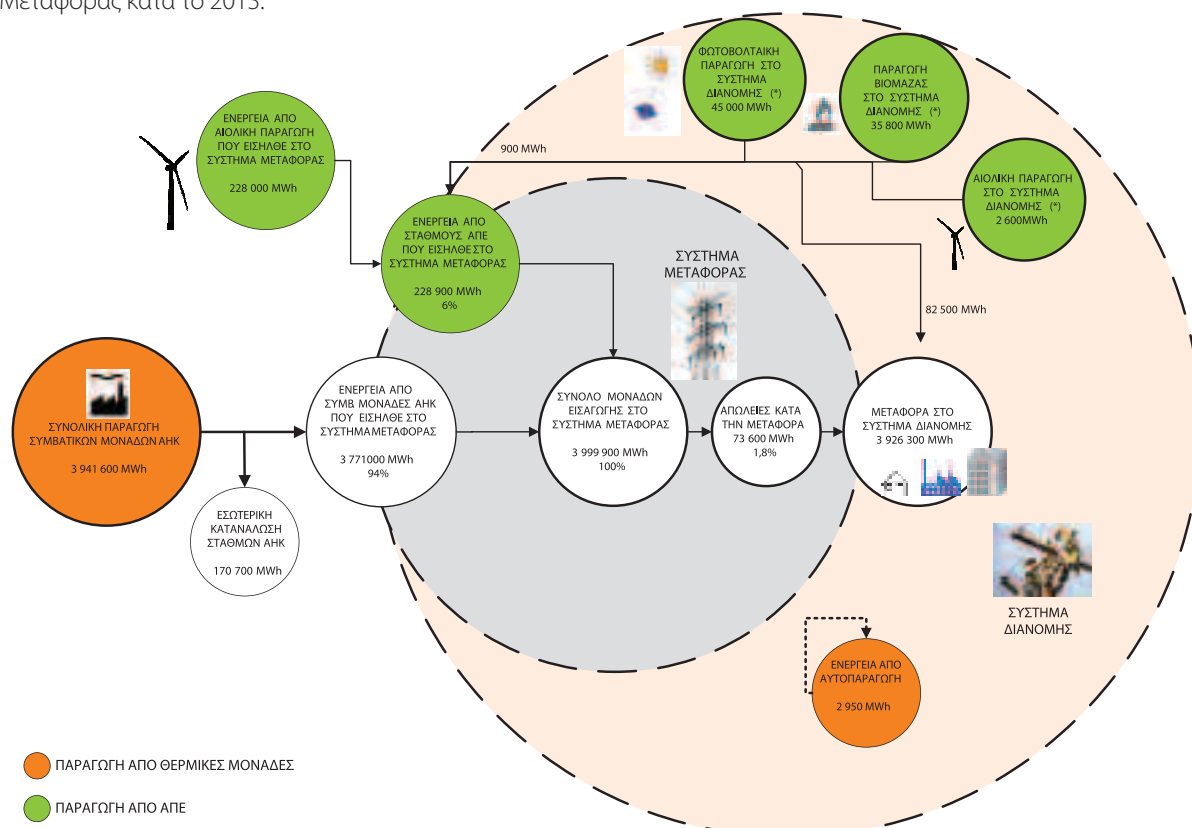 Μεταφοράς κατά το 2013.
ΦΩΤΟΒΟΛΤΑΙΚΗ
ΠΑΡΑΓΩΓΗ ΣΤΟ
ΣΥΣΤΗΜΑ
ΔΙΑΝΟΜΗΣ (*)
45 000 MWh
ΠΑΡΑΓΩΓΗ
ΒΙΟΜΑΖΑΣ
ΣΤΟ ΣΥΣΤΗΜΑ
ΔΙΑΝΟΜΗΣ (*)
35 800 MWh
ΕΝΕΡΓΕΙΑ ΑΠΟ
ΑΙΟΛΙΚΗ ΠΑΡΑΓΩΓΗ
ΠΟΥ ΕΙΣΗΛΘΕ ΣΤΟ
ΣΥΣΤΗΜΑ ΜΕΤΑΦΟΡΑΣ
228 000 MWh
900 MWh
ΑΙΟΛΙΚΗ ΠΑΡΑΓΩΓΗ
ΣΤΟ ΣΥΣΤΗΜΑ
ΔΙΑΝΟΜΗΣ (*)
2 600MWh
ΕΝΕΡΓΕΙΑ ΑΠΟ
ΣΤΑΘΜΟΥΣ ΑΠΕ
ΠΟΥ ΕΙΣΗΛΘΕ ΣΤΟ
ΣΥΣΤΗΜΑ ΜΕΤΑΦΟΡΑΣ
228 900 MWh
6%
ΣΥΣΤΗΜΑ
ΜΕΤΑΦΟΡΑΣ
82 500 MWh
ΣΥΝΟΛΙΚΗ ΠΑΡΑΓΩΓΗ
ΣΥΜΒΑΤΙΚΩΝ ΜΟΝΑΔΩΝ ΑΗΚ
3 941 600 MWh
ΕΝΕΡΓΕΙΑ ΑΠΟ
ΣΥΜΒ. ΜΟΝΑΔΕΣ ΑΗΚ
ΠΟΥ ΕΙΣΗΛΘΕ ΣΤΟ
ΣΥΣΤΗΜΑ ΜΕΤΑΦΟΡΑΣ
3 771000 MWh
94%
ΣΥΝΟΛΟ ΜΟΝΑΔΩΝ
ΕΙΣΑΓΩΓΗΣ ΣΤΟ
ΣΥΣΤΗΜΑ ΜΕΤΑΦΟΡΑΣ
3 999 900 MWh
100%
ΑΠΩΛΕΙΕΣ ΚΑΤΑ
ΤΗΝ ΜΕΤΑΦΟΡΑ
73 600 MWh
1,8%
ΜΕΤΑΦΟΡΑ ΣΤΟ
ΣΥΣΤΗΜΑ ΔΙΑΝΟΜΗΣ
3 926 300 MWh
ΕΣΩΤΕΡΙΚΗ
ΚΑΤΑΝΑΛΩΣΗ
ΣΤΑΘΜΩΝ ΑΗΚ
170 700 MWh
ΣΥΣΤΗΜΑ
ΔΙΑΝΟΜΗΣ
ΕΝΕΡΓΕΙΑ ΑΠΟ
ΑΥΤΟΠΑΡΑΓΩΓΗ
2 950 MWh
ΠΑΡΑΓΩΓΗ ΑΠΟ ΘΕΡΜΙΚΕΣ ΜΟΝΑΔΕΣ
ΠΑΡΑΓΩΓΗ ΑΠΟ ΑΠΕ